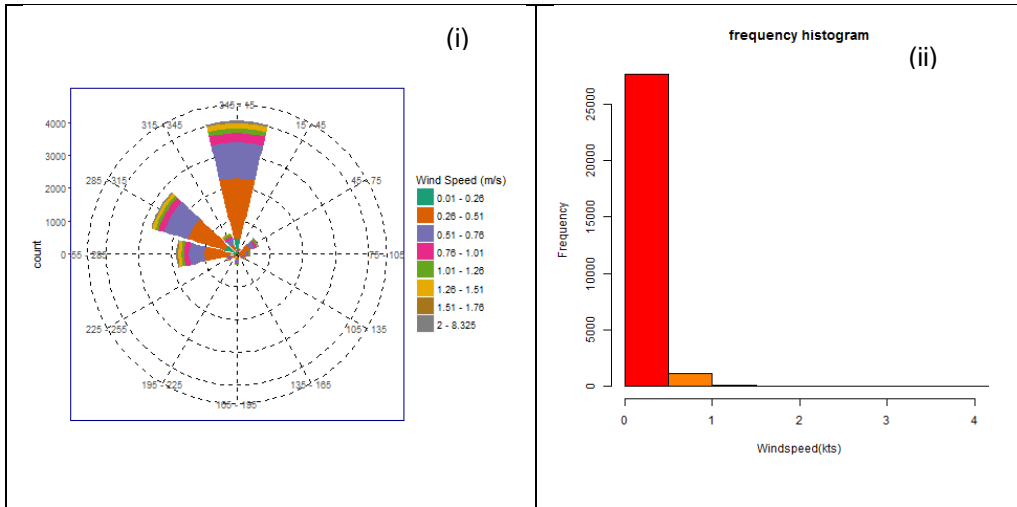 (i)
345 - 15
315 - 345
15 - 45
285 - 315
45 - 75
55 - 285
75 - 105
225 - 255
105 - 135
195 - 225
135 - 165
165 - 195
4000
3000
2000
1000
0
count
Wind Speed (m/s)
0.01 - 0.26
0.26 - 0.51
0.51 - 0.76
0.76 - 1.01
1.01 - 1.26
1.26 - 1.51
1.51 - 1.76
2 - 8.325
frequency histogram
(ii)
25000
20000
15000
10000
5000
0
Frequency
0 1 2 3 4
Windspeed(kts)